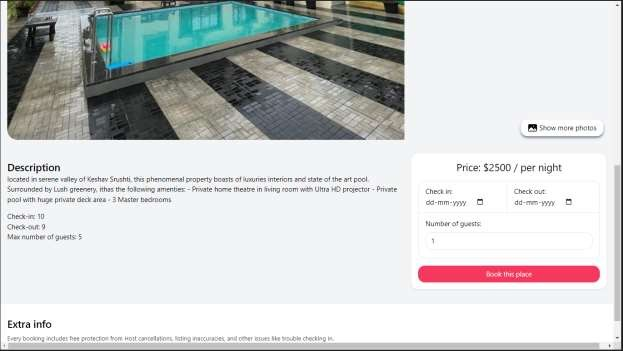 Show more photos
Description
located in serene valley of Keshav Srushti, this phenomenal property boasts of luxuries interiors and state of the art pool.
Surrounded by Lush greenery, ithas the following amenties: - Private home theatre in living room with Ultra HD projector - Private
pool with huge private deck area - 3 Master bedrooms
Check-in: 10
Check-out: 9
Max number of guests: 5
Price: $2500 / per night
Check in:
dd-mm-yyyy
Check out:
dd-mm-yyyy
Number of guests:
1
Book this place
Extra info
Every booking includes free protection from Host cancellations, listing inaccuracies, and other issues like trouble checking in.